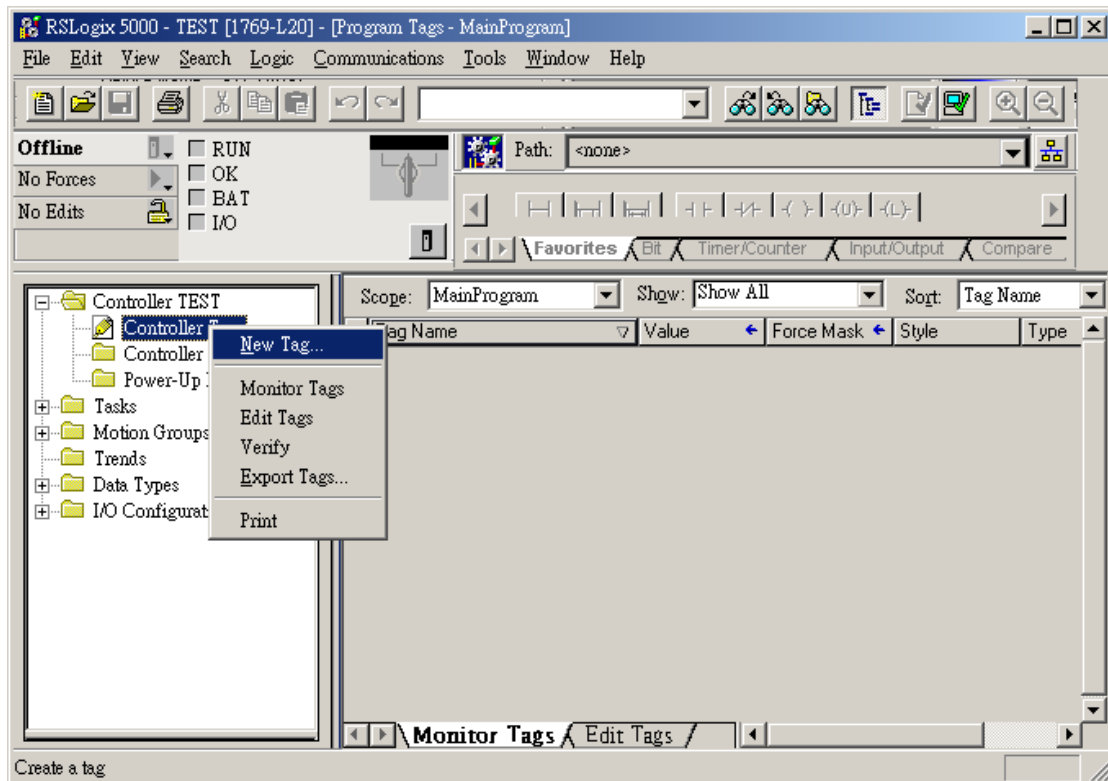 RSLogix 5000 - TEST [1769-L20] - [Program Tags - MainProgram]
File Edit View Search Logic Communications Tools Window Help
Offline
RUN
Path: <none>
No Forces
OK
No Edits
BAT
I/O
Favorites Bit Timer/Counter Input/Output Compare
Controller TEST
Controller
Controller
Power-Up
Tasks
Motion Groups
Trends
Data Types
I/O
New Tag...
Monitor Tags
Edit Tags
Verify
Export Tags...
Print
Scope: MainProgram Show: Show All Sort: Tag Name
Tag Name Value Force Mask Style Type
Monitor Tags Edit Tags
Create a tag